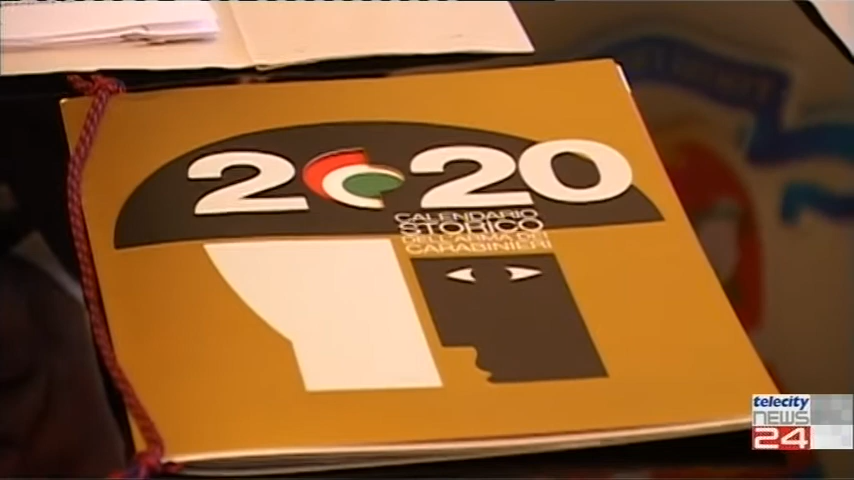 2020
CALENDARIO
STORICO
DELL'ARMA DEI
CARABINIERI
telecity
NEWS
24